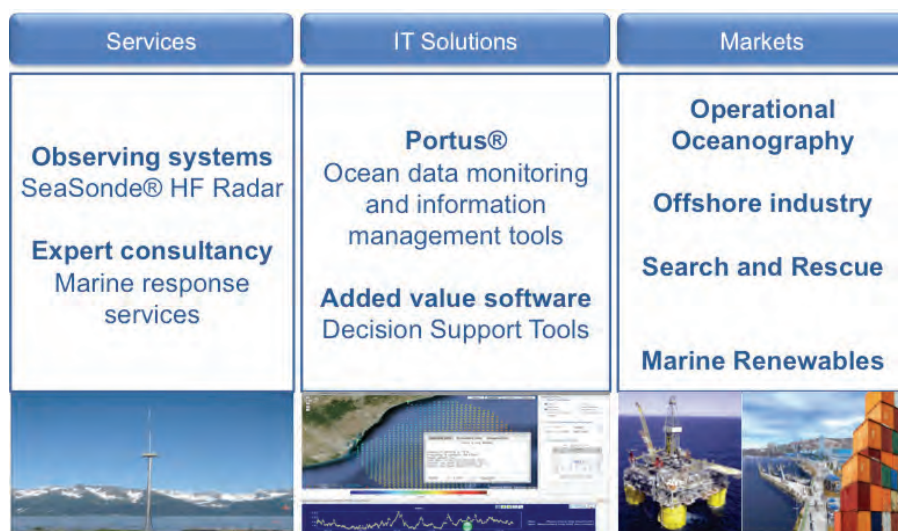 Services
Observing systems
SeaSonde® HF Radar
Expert consultancy
Marine response
services
IT Solutions
Portus®
Ocean data monitoring
and information
management tools
Added value software
Decision Support Tools
Markets
Operational
Oceanography
Offshore industry
Search and Rescue
Marine Renewables